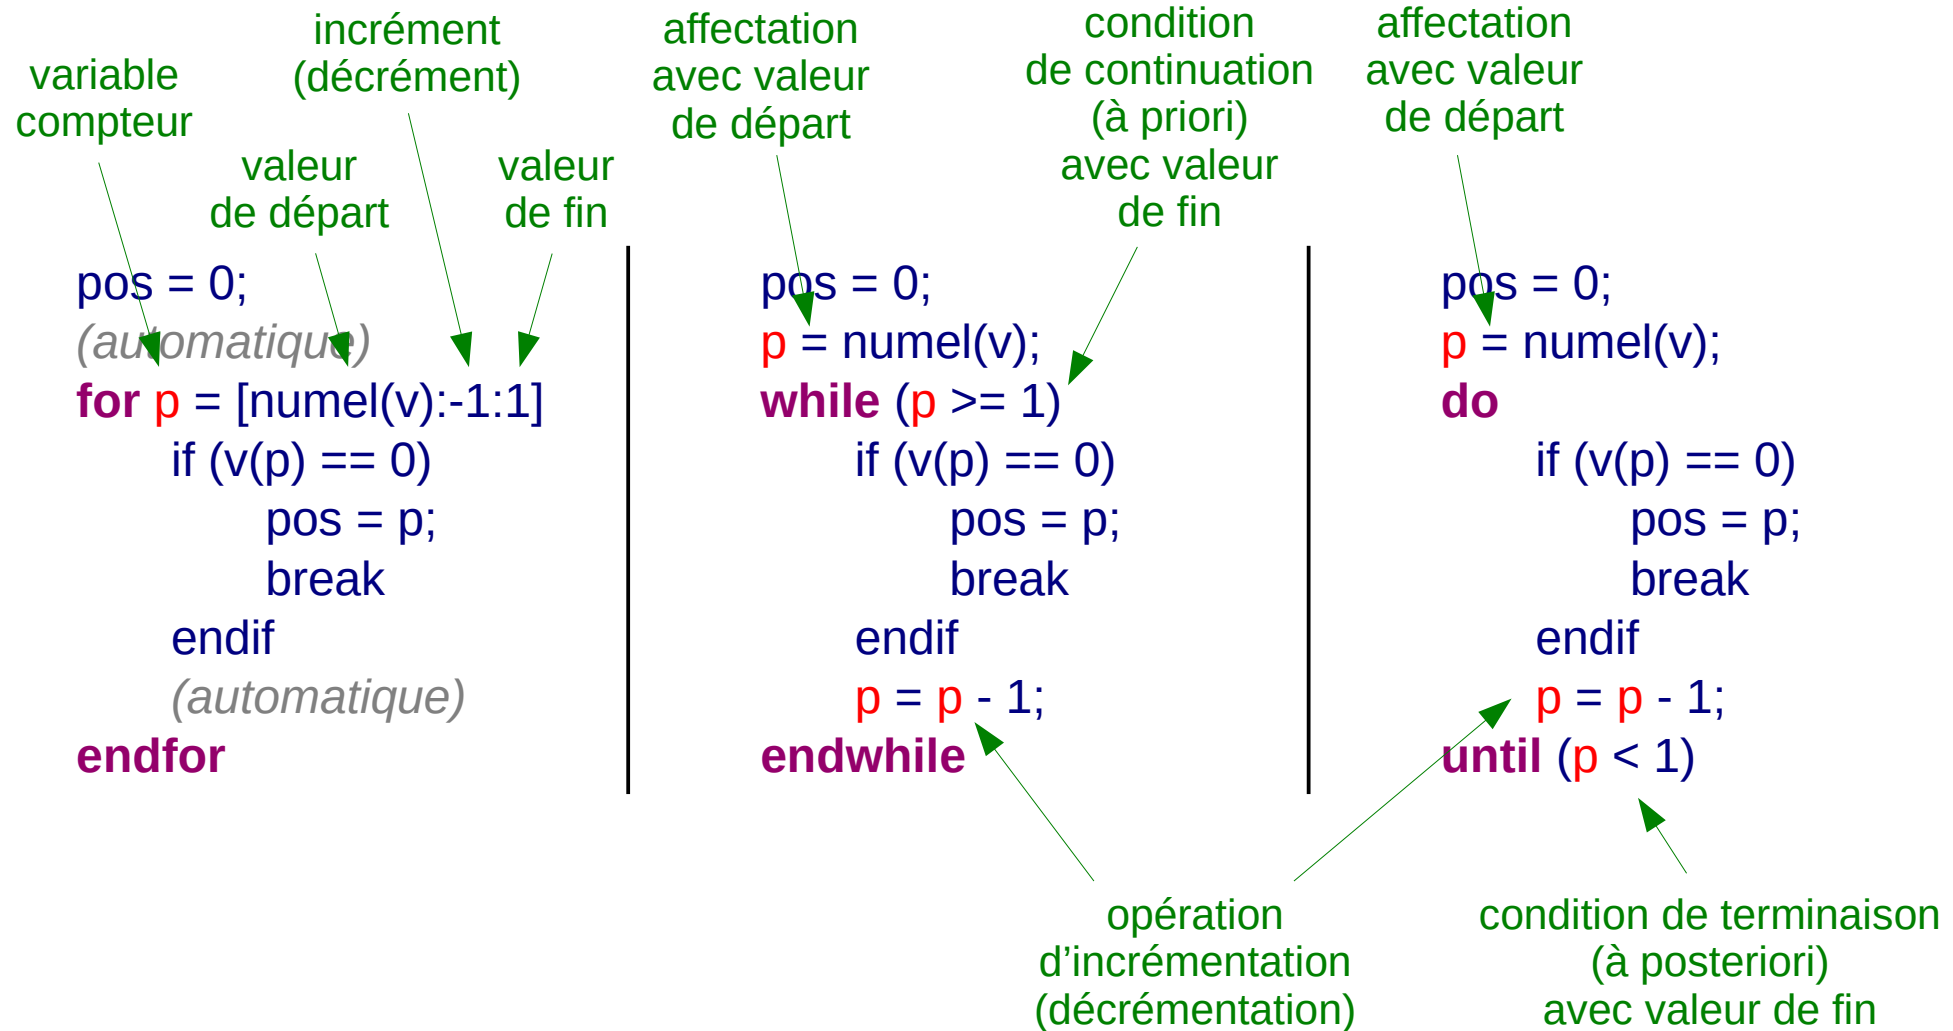 variable
compteur
incrément
(décrément)
valeur
de départ
valeur
de fin
affectation
avec valeur
de départ
condition
de continuation
(à priori)
avec valeur
de fin
affectation
avec valeur
de départ
pos = 0;
(automatique)
for p = [numel(v):-1:1]
if (v(p) == 0)
pos = p;
break
endif
(automatique)
endfor
pos = 0;
p = numel(v);
while (p >= 1)
if (v(p) == 0)
pos = p;
break
endif
p = p - 1;
endwhile
pos = 0;
p = numel(v);
do
if (v(p) == 0)
pos = p;
break
endif
p = p - 1;
until (p < 1)
opération
d’incrémentation
(décrémentation)
condition de terminaison
(à posteriori)
avec valeur de fin